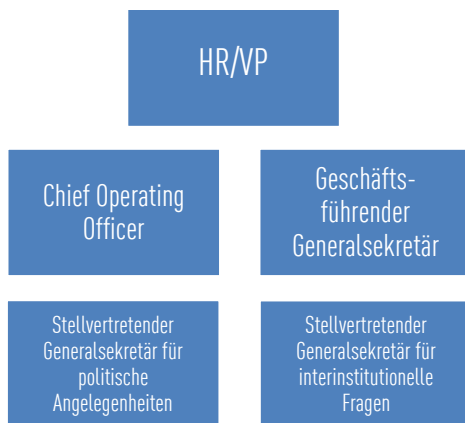 HR/VP
Chief Operating
Officer
Geschäfts-
führender
Generalsekretär
Stellvertretender
Generalsekretär für
politische
Angelegenheiten
Stellvertretender
Generalsekretär für
interinstitutionelle
Fragen